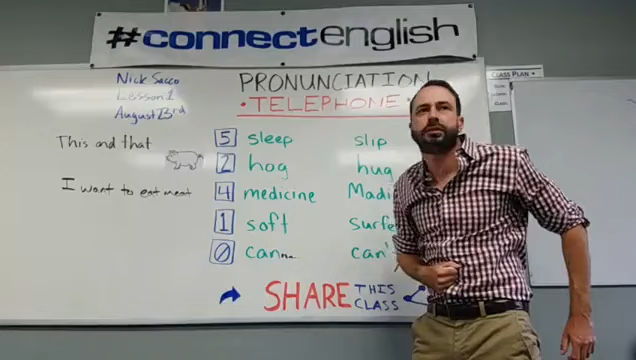 #connectenglish
Nick Sacco
Lesson 1
August 23rd
PRONUNCIATION
• TELEPHONE •
CLASS PLAN
This and that
I want to eat meat
5 sleep slip
2 hog hug
4 medicine Madi
1 soft surfe
0 can can'
SHARE THIS CLASS